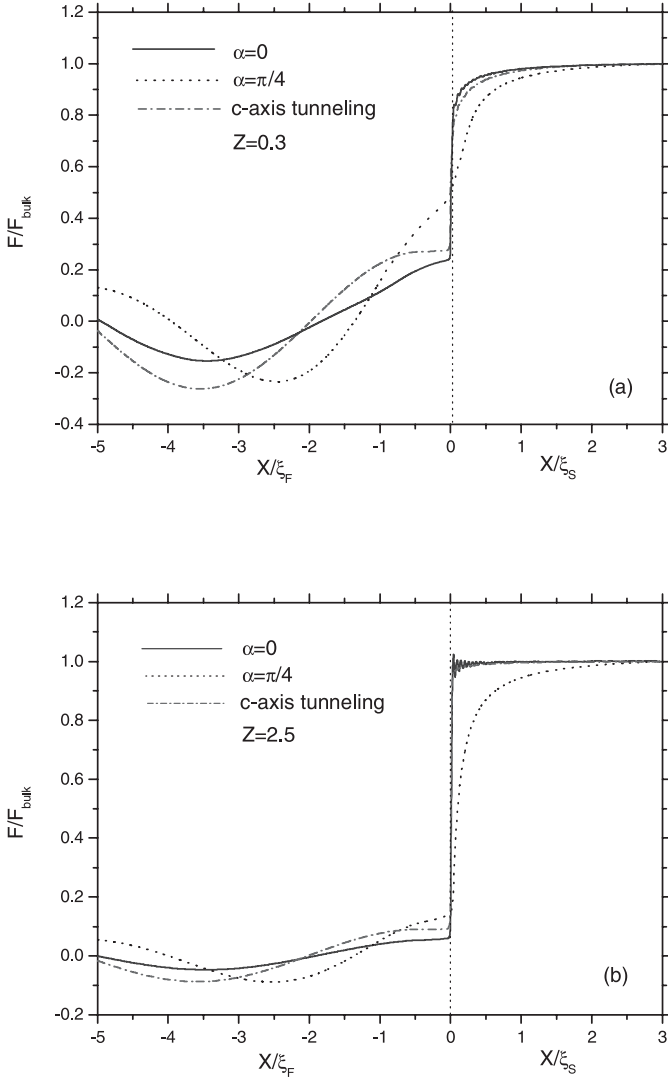 1.2
1.0
0.8
0.6
0.4
0.2
0.0
-0.2
-0.4
F/F_bulk
α=0
α=π/4
c-axis tunneling
Z=0.3
(a)
-5 -4 -3 -2 -1 0 1 2 3
X/ξ_F X/ξ_S
1.2
1.0
0.8
0.6
0.4
0.2
0.0
-0.2
F/F_bulk
α=0
α=π/4
c-axis tunneling
Z=2.5
(b)
-5 -4 -3 -2 -1 0 1 2 3
X/ξ_F X/ξ_S